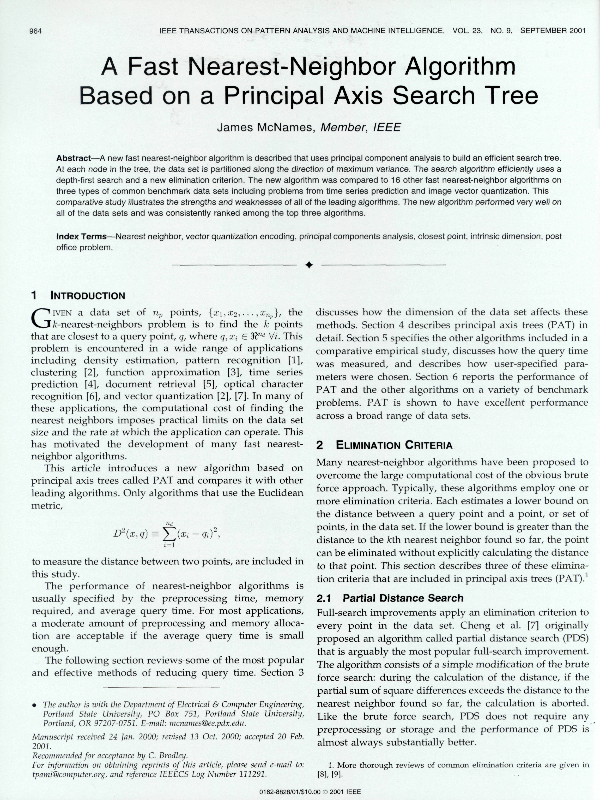 964
IEEE TRANSACTIONS ON PATTERN ANALYSIS AND MACHINE INTELLIGENCE, VOL. 23, NO. 9, SEPTEMBER 2001
A Fast Nearest-Neighbor Algorithm
Based on a Principal Axis Search Tree
James McNames, Member, IEEE
Abstract—A new fast nearest-neighbor algorithm is described that uses principal component analysis to build an efficient search tree.
At each node in the tree, the data set is partitioned along the direction of maximum variance. The search algorithm efficiently uses a
depth-first search and a new elimination criterion. The new algorithm was compared to 16 other fast nearest-neighbor algorithms on
three types of common benchmark data sets including problems from time series prediction and image vector quantization. This
comparative study illustrates the strengths and weaknesses of all of the leading algorithms. The new algorithm performed very well on
all of the data sets and was consistently ranked among the top three algorithms.
Index Terms—Nearest neighbor, vector quantization encoding, principal components analysis, closest point, intrinsic dimension, post
office problem.
1 INTRODUCTION
GIVEN a data set of nₚ points, {x₁, x₂, . . . , xₙₚ}, the
k-nearest-neighbors problem is to find the k points
that are closest to a query point, q, where q, xᵢ ∈ ℜⁿᵈ ∀i. This
problem is encountered in a wide range of applications
including density estimation, pattern recognition [1],
clustering [2], function approximation [3], time series
prediction [4], document retrieval [5], optical character
recognition [6], and vector quantization [2], [7]. In many of
these applications, the computational cost of finding the
nearest neighbors imposes practical limits on the data set
size and the rate at which the application can operate. This
has motivated the development of many fast nearest-
neighbor algorithms.
This article introduces a new algorithm based on
principal axis trees called PAT and compares it with other
leading algorithms. Only algorithms that use the Euclidean
metric,
D²(x, q) = Σᵢ₌₁ⁿᵈ (xᵢ − qᵢ)²,
to measure the distance between two points, are included in
this study.
The performance of nearest-neighbor algorithms is
usually specified by the preprocessing time, memory
required, and average query time. For most applications,
a moderate amount of preprocessing and memory alloca-
tion are acceptable if the average query time is small
enough.
The following section reviews some of the most popular
and effective methods of reducing query time. Section 3
• The author is with the Department of Electrical & Computer Engineering,
Portland State University, PO Box 751, Portland State University,
Portland, OR 97207-0751. E-mail: mcnames@ee.pdx.edu.
Manuscript received 24 Jan. 2000; revised 13 Oct. 2000; accepted 20 Feb.
2001.
Recommended for acceptance by C. Brodley.
For information on obtaining reprints of this article, please send e-mail to:
tpami@computer.org, and reference IEEECS Log Number 111291.
discusses how the dimension of the data set affects these
methods. Section 4 describes principal axis trees (PAT) in
detail. Section 5 specifies the other algorithms included in a
comparative empirical study, discusses how the query time
was measured, and describes how user-specified para-
meters were chosen. Section 6 reports the performance of
PAT and the other algorithms on a variety of benchmark
problems. PAT is shown to have excellent performance
across a broad range of data sets.
2 ELIMINATION CRITERIA
Many nearest-neighbor algorithms have been proposed to
overcome the large computational cost of the obvious brute
force approach. Typically, these algorithms employ one or
more elimination criteria. Each estimates a lower bound on
the distance between a query point and a point, or set of
points, in the data set. If the lower bound is greater than the
distance to the kth nearest neighbor found so far, the point
can be eliminated without explicitly calculating the distance
to that point. This section describes three of these elimina-
tion criteria that are included in principal axis trees (PAT).¹
2.1 Partial Distance Search
Full-search improvements apply an elimination criterion to
every point in the data set. Cheng et al. [7] originally
proposed an algorithm called partial distance search (PDS)
that is arguably the most popular full-search improvement.
The algorithm consists of a simple modification of the brute
force search: during the calculation of the distance, if the
partial sum of square differences exceeds the distance to the
nearest neighbor found so far, the calculation is aborted.
Like the brute force search, PDS does not require any
preprocessing or storage and the performance of PDS is
almost always substantially better.
1. More thorough reviews of common elimination criteria are given in
[8], [9].
0162-8828/01/$10.00 © 2001 IEEE